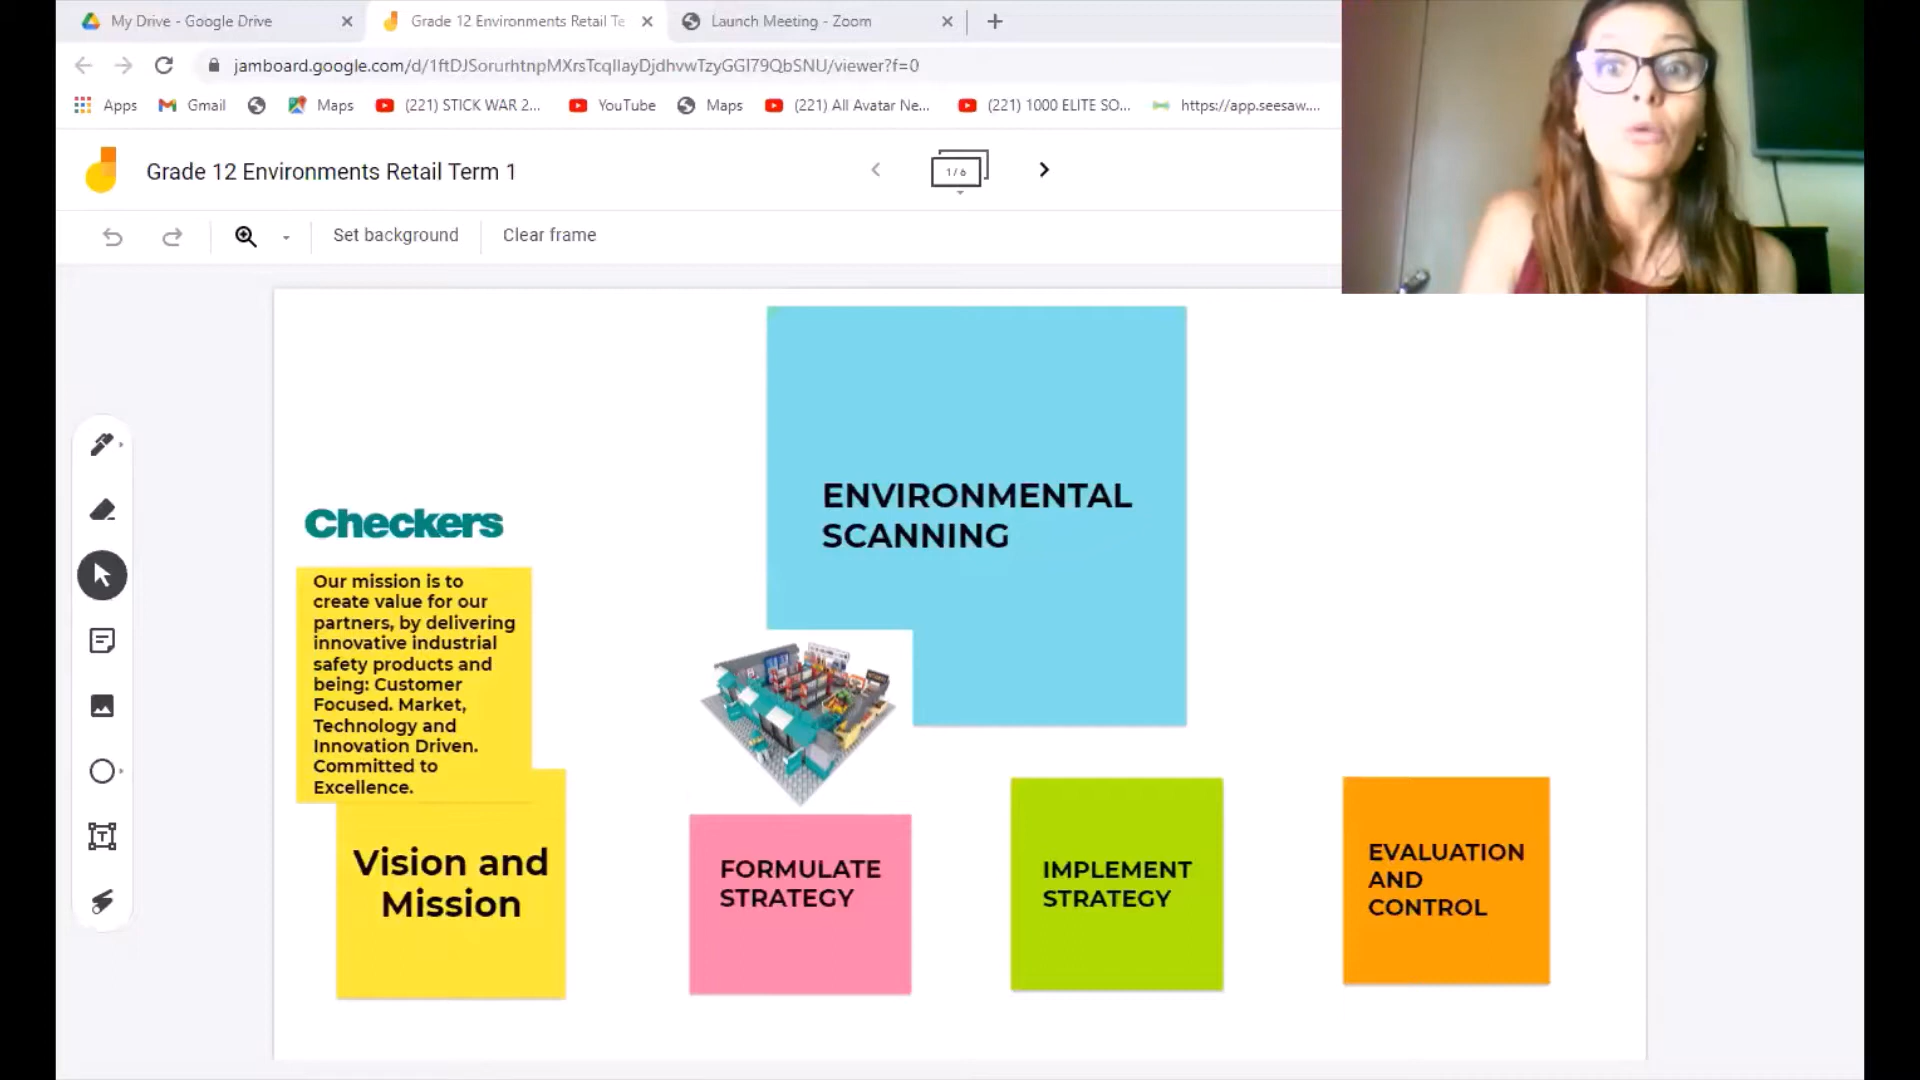 My Drive - Google Drive
Grade 12 Environments Retail Te
Launch Meeting - Zoom
jamboard.google.com/d/1ftDJSorurhtnpMXrsTcqIIayDjdhvwTzyGGI79QbSNU/viewer?f=0
Apps
Gmail
Maps
(221) STICK WAR 2...
YouTube
Maps
(221) All Avatar Ne...
(221) 1000 ELITE SO...
https://app.seesaw....
Grade 12 Environments Retail Term 1
1 / 6
Set background
Clear frame
ENVIRONMENTAL
SCANNING
Checkers
Our mission is to
create value for our
partners, by delivering
innovative industrial
safety products and
being: Customer
Focused. Market,
Technology and
Innovation Driven.
Committed to
Excellence.
Vision and
Mission
FORMULATE
STRATEGY
IMPLEMENT
STRATEGY
EVALUATION
AND
CONTROL